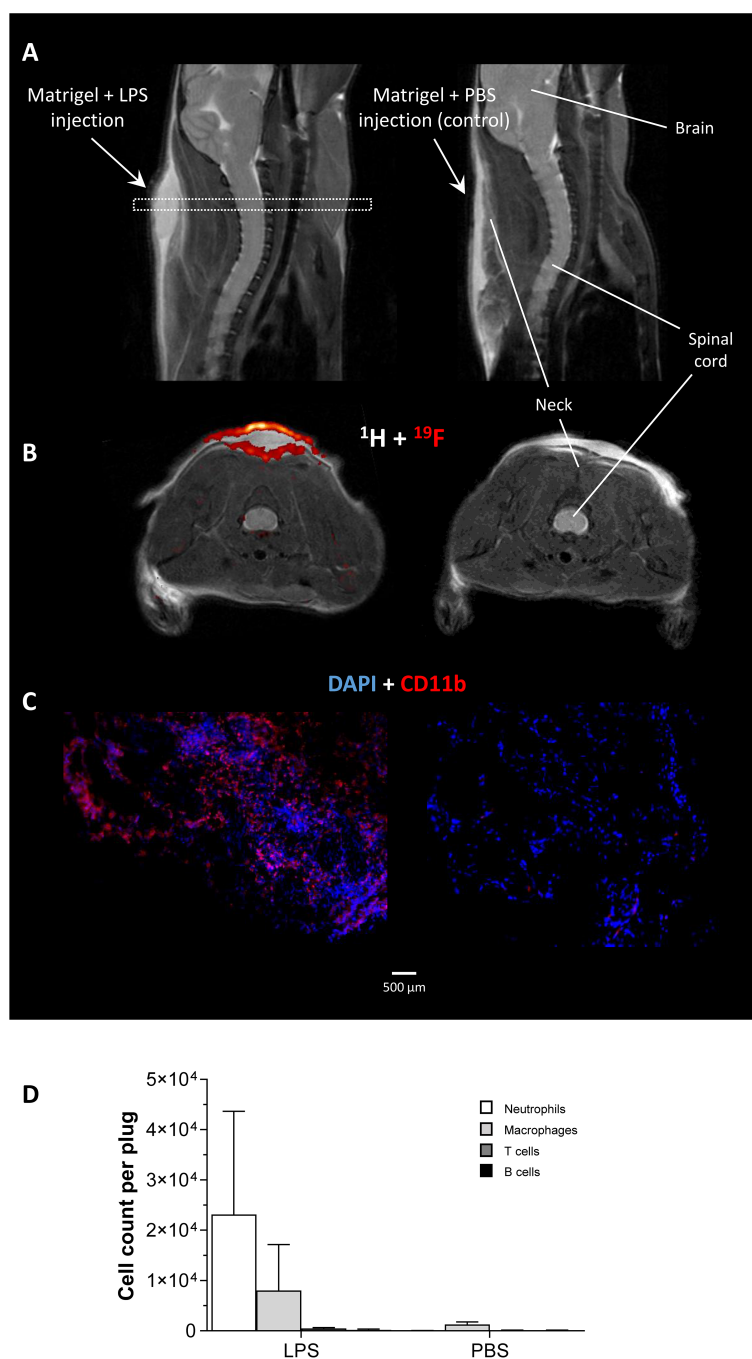 A
Matrigel + LPS
injection
Matrigel + PBS
injection (control)
Brain
Spinal
cord
Neck
B
¹H + ¹⁹F
DAPI + CD11b
C
500 µm
D
Cell count per plug
5×10⁴
4×10⁴
3×10⁴
2×10⁴
1×10⁴
0
Neutrophils
Macrophages
T cells
B cells
LPS
PBS